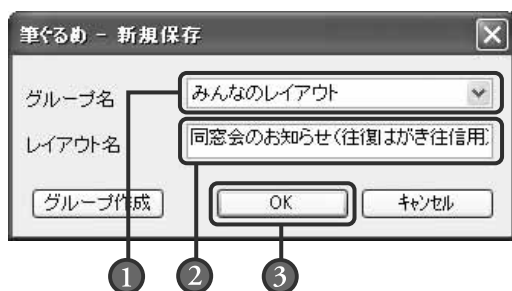 筆ぐるめ - 新規保存
グループ名
みんなのレイアウト
レイアウト名
同窓会のお知らせ(往復はがき往信用)
グループ作成
OK
キャンセル
1
2
3